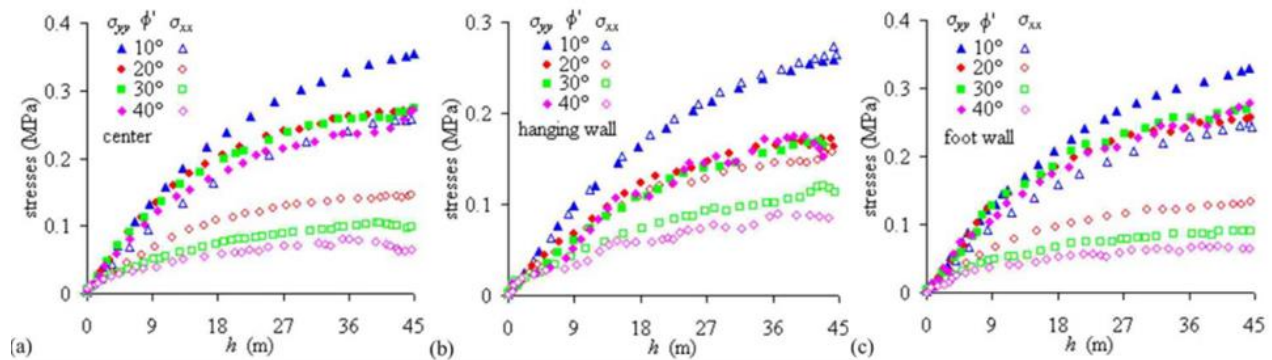 σyy ϕ' σxx
10°
20°
30°
40°
center
stresses (MPa)
0.4
0.3
0.2
0.1
0
0 9 18 27 36 45
h (m)
(a)
σyy ϕ' σxx
10°
20°
30°
40°
hanging wall
stresses (MPa)
0.3
0.2
0.1
0
0 9 18 27 36 45
h (m)
(b)
σyy ϕ' σxx
10°
20°
30°
40°
foot wall
stresses (MPa)
0.4
0.3
0.2
0.1
0
0 9 18 27 36 45
h (m)
(c)